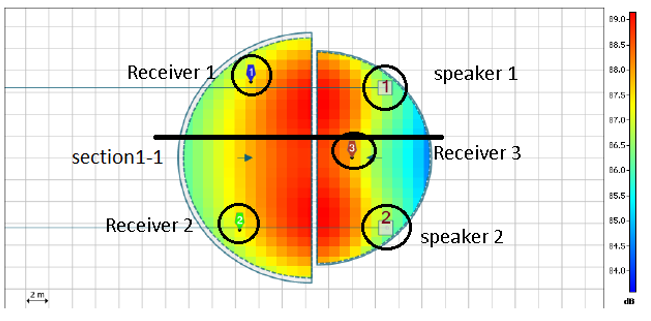 89.0
Receiver 1
1
speaker 1
88.5
1
88.0
87.5
section1-1
3
Receiver 3
87.0
86.5
86.0
85.5
Receiver 2
2
2
speaker 2
85.0
84.5
84.0
2 m
dB